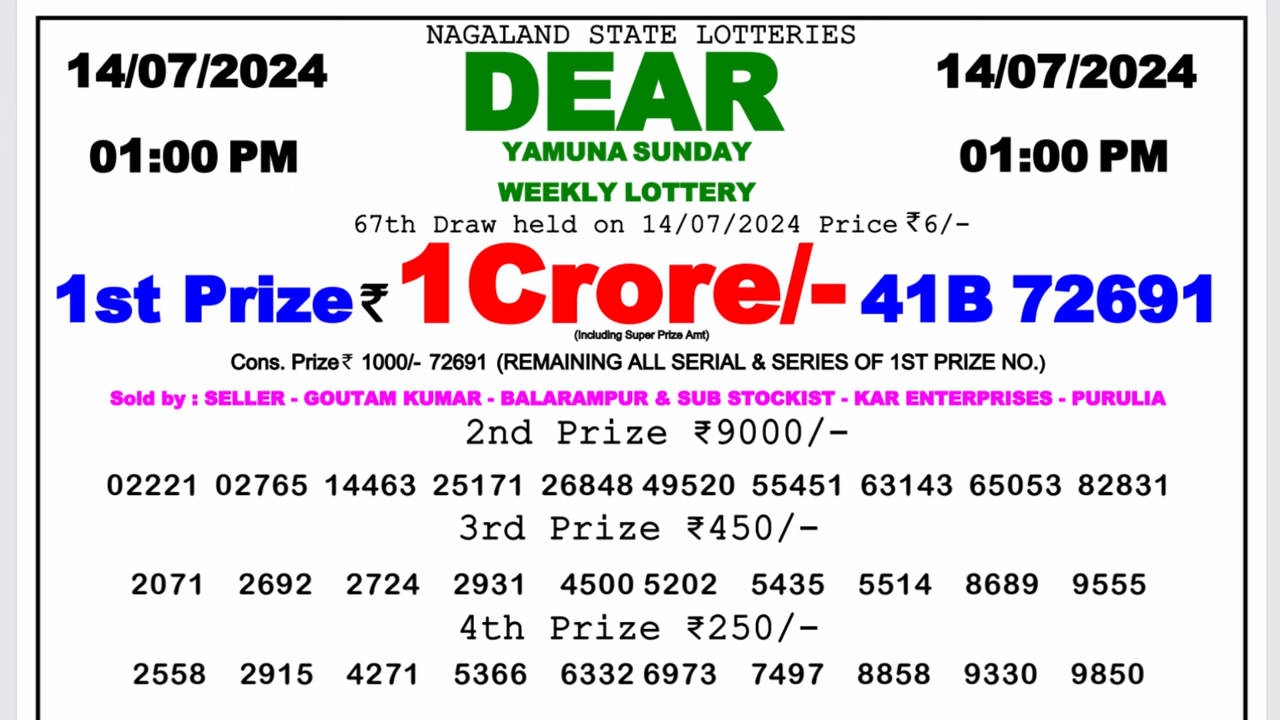 NAGALAND STATE LOTTERIES
14/07/2024 DEAR 14/07/2024
01:00 PM YAMUNA SUNDAY 01:00 PM
WEEKLY LOTTERY
67th Draw held on 14/07/2024 Price ₹6/-
1st Prize ₹ 1Crore/- 41B 72691
(Including Super Prize Amt)
Cons. Prize ₹ 1000/- 72691 (REMAINING ALL SERIAL & SERIES OF 1ST PRIZE NO.)
Sold by : SELLER - GOUTAM KUMAR - BALARAMPUR & SUB STOCKIST - KAR ENTERPRISES - PURULIA
2nd Prize ₹9000/-
02221 02765 14463 25171 26848 49520 55451 63143 65053 82831
3rd Prize ₹450/-
2071 2692 2724 2931 4500 5202 5435 5514 8689 9555
4th Prize ₹250/-
2558 2915 4271 5366 6332 6973 7497 8858 9330 9850